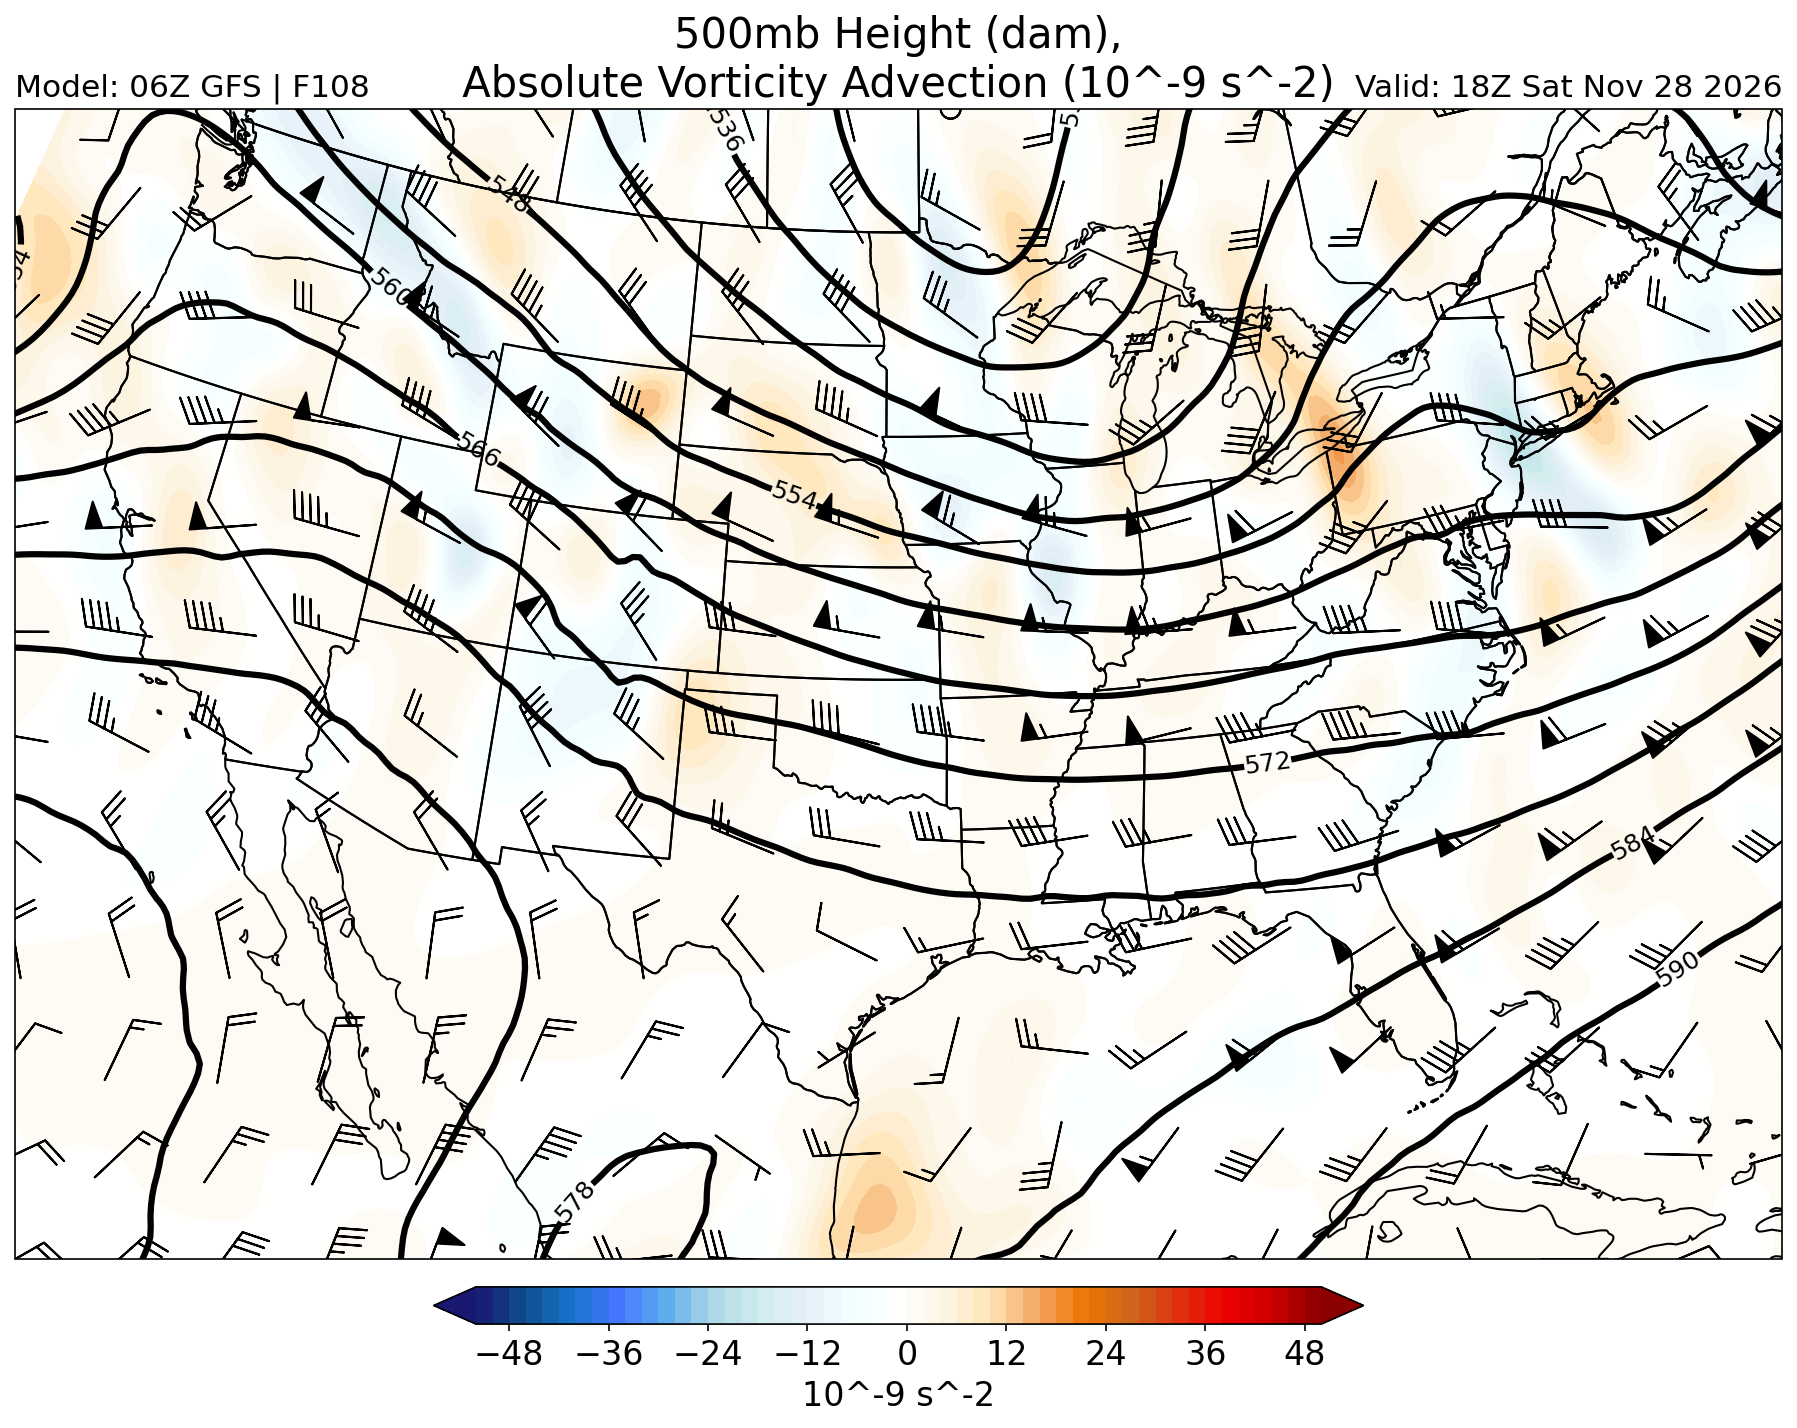 500mb Height (dam),
Absolute Vorticity Advection (10^-9 s^-2)
Model: 06Z GFS | F108
Valid: 18Z Sat Nov 28 2026
536
548
560
566
554
572
584
590
578
−48 −36 −24 −12 0 12 24 36 48
10^-9 s^-2